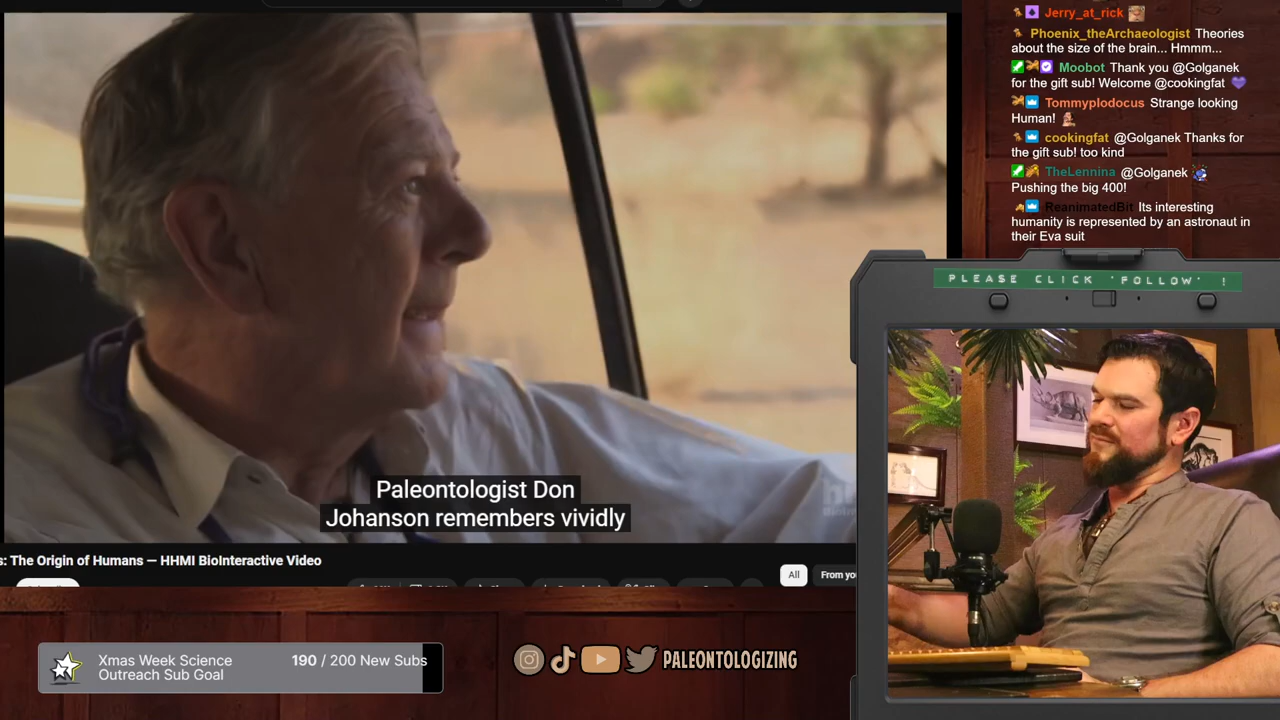 Jerry_at_rick
Phoenix_theArchaeologist Theories
about the size of the brain... Hmmm...
Moobot Thank you @Golganek
for the gift sub! Welcome @cookingfat
Tommyplodocus Strange looking
Human!
cookingfat @Golganek Thanks for
the gift sub! too kind
TheLennina @Golganek
Pushing the big 400!
ReanimatedBit Its interesting
humanity is represented by an astronaut in
their Eva suit
PLEASE CLICK 'FOLLOW' !
Paleontologist Don
Johanson remembers vividly
s: The Origin of Humans — HHMI BioInteractive Video
All
From you
Xmas Week Science
Outreach Sub Goal
190 / 200 New Subs
PALEONTOLOGIZING